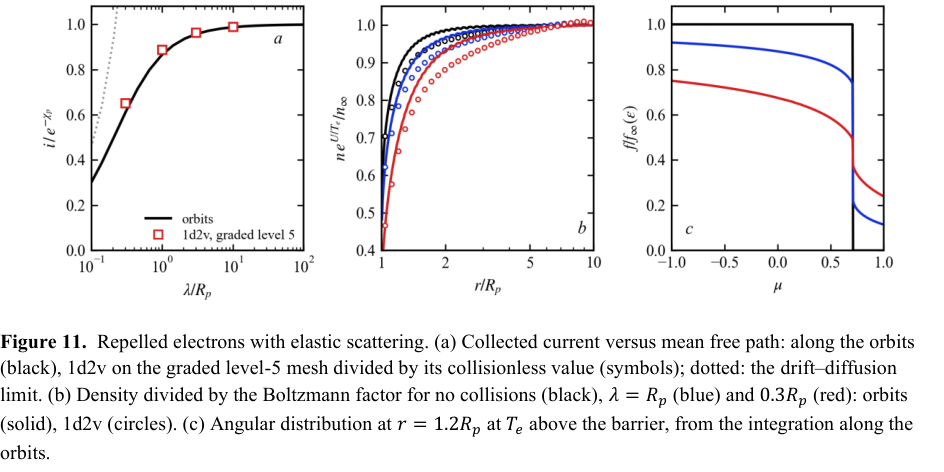 1.0
0.8
0.6
0.4
0.2
0.0
i/e^{-χ_p}
a
orbits
1d2v, graded level 5
10^{-1} 10^0 10^1 10^2
λ/R_p
1.0
0.9
0.8
0.7
0.6
0.5
0.4
n e^{U/T_e}/n_∞
b
1 2 5 10
r/R_p
1.0
0.8
0.6
0.4
0.2
0.0
f/f_∞(ε)
c
−1.0 −0.5 0.0 0.5 1.0
μ
Figure 11. Repelled electrons with elastic scattering. (a) Collected current versus mean free path: along the orbits
(black), 1d2v on the graded level-5 mesh divided by its collisionless value (symbols); dotted: the drift–diffusion
limit. (b) Density divided by the Boltzmann factor for no collisions (black), λ = R_p (blue) and 0.3R_p (red): orbits
(solid), 1d2v (circles). (c) Angular distribution at r = 1.2R_p at T_e above the barrier, from the integration along the
orbits.